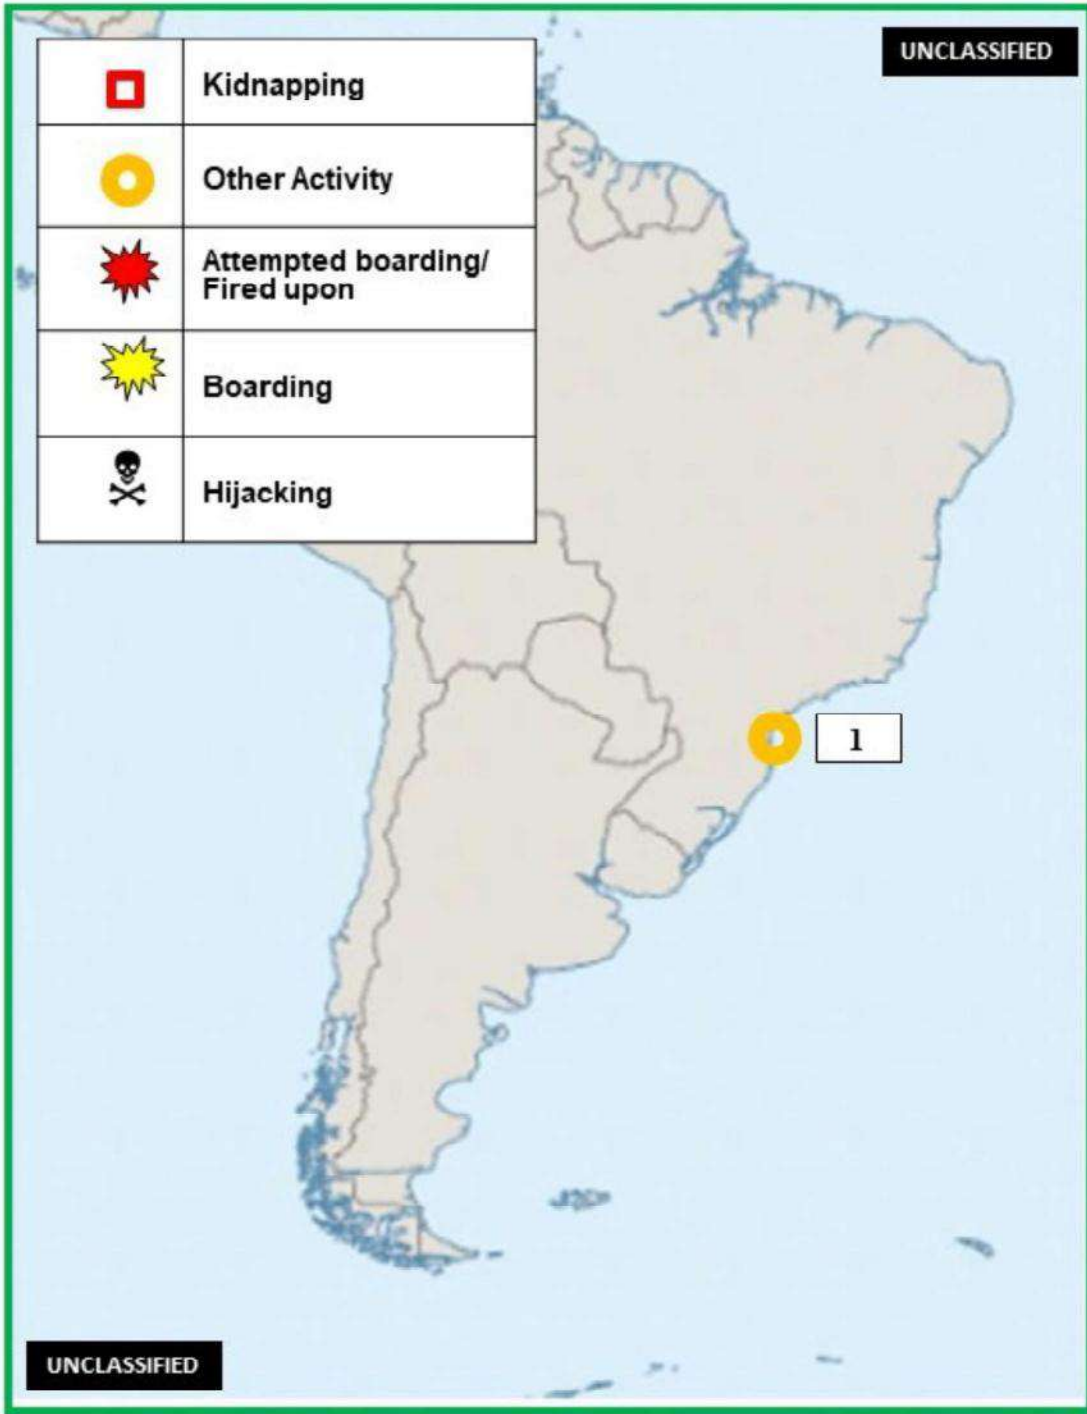 UNCLASSIFIED
Kidnapping
Other Activity
Attempted boarding/
Fired upon
Boarding
Hijacking
1
UNCLASSIFIED